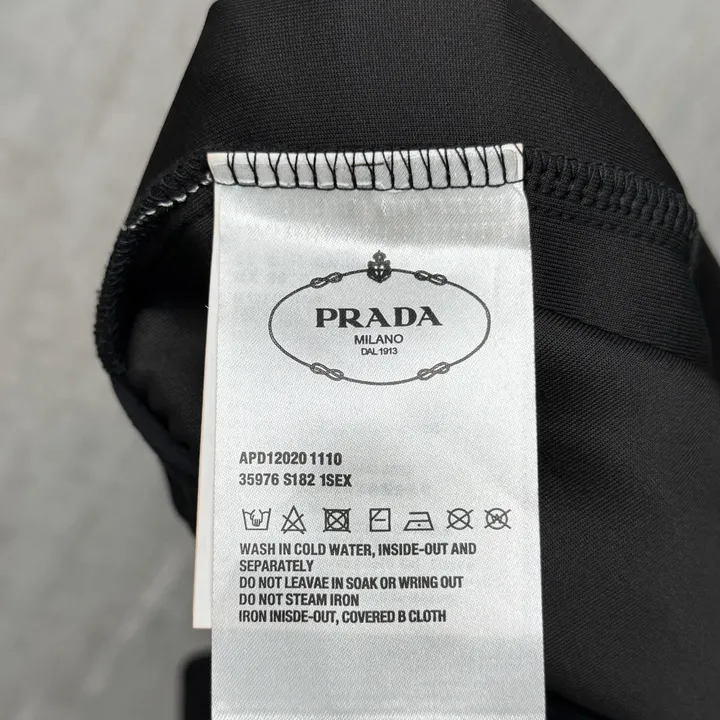 PRADA
MILANO
DAL 1913
APD12020 1110
35976 S182 1SEX
WASH IN COLD WATER, INSIDE-OUT AND
SEPARATELY
DO NOT LEAVAE IN SOAK OR WRING OUT
DO NOT STEAM IRON
IRON INISDE-OUT, COVERED B CLOTH